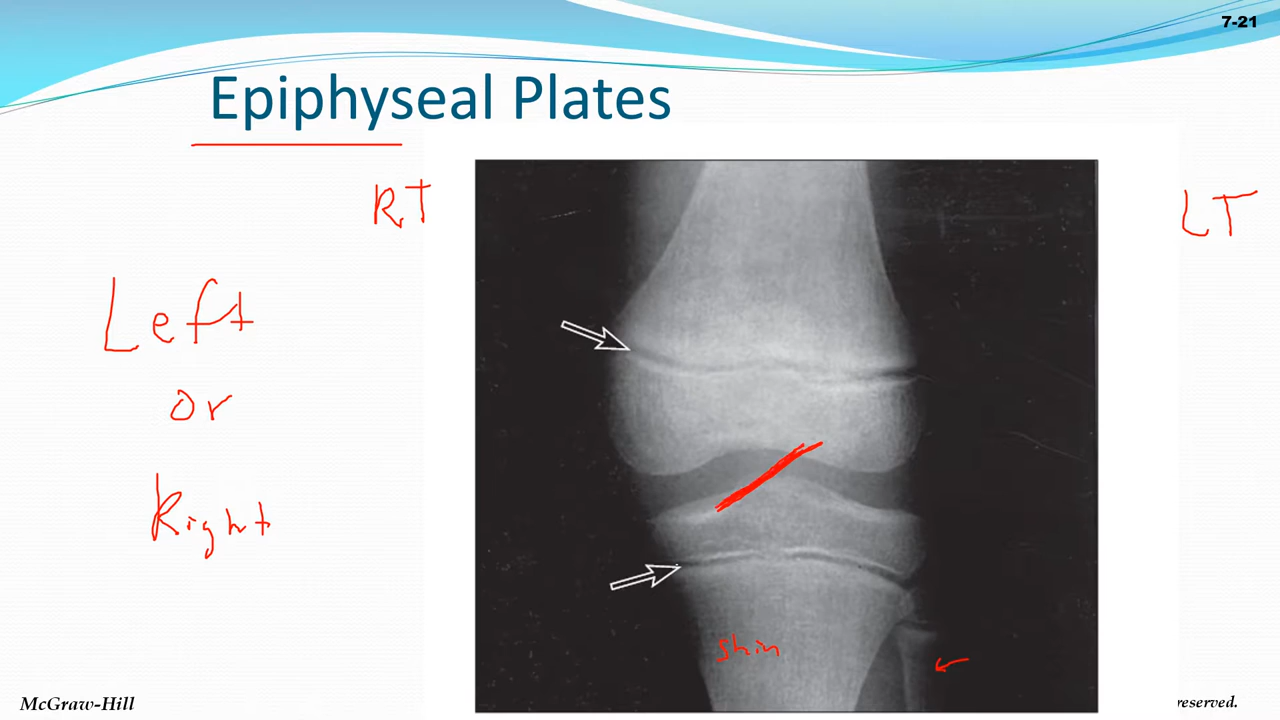 7-21
Epiphyseal Plates
RT
LT
Left
or
Right
shin
McGraw-Hill
reserved.